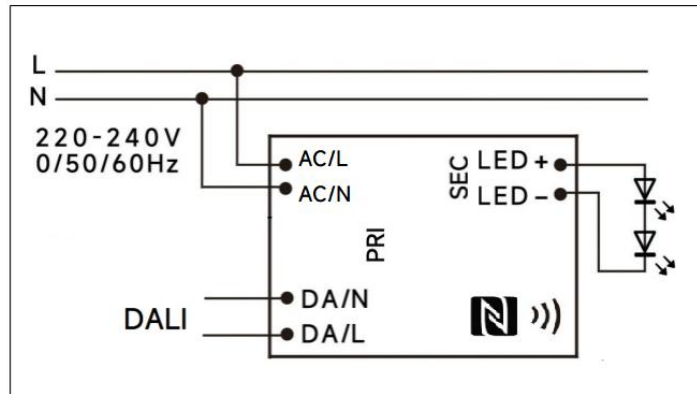 L
N
220-240V
0/50/60Hz
AC/L
AC/N
PRI
SEC
LED +
LED -
DALI
DA/N
DA/L